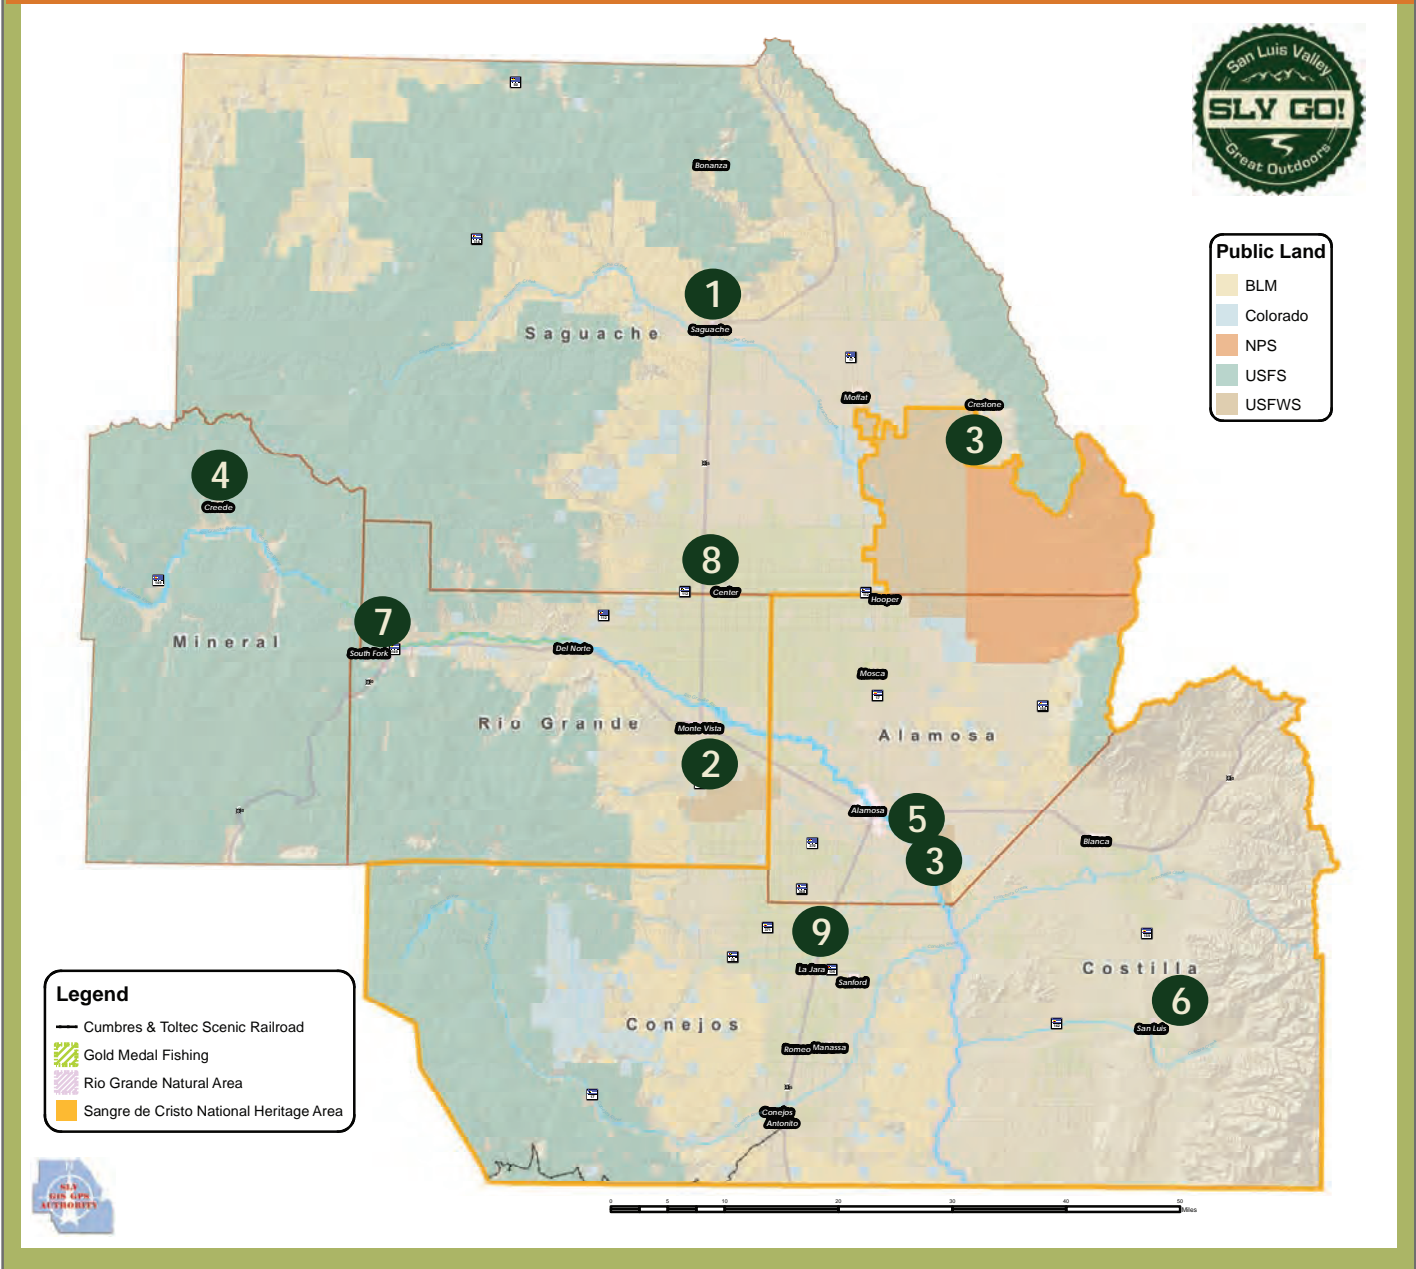 San Luis Valley
SLV GO!
Great Outdoors
Public Land
BLM
Colorado
NPS
USFS
USFWS
Bonanza
1
Saguache
Saguache
Moffat
Crestone
3
4
Creede
8
Center
Hooper
7
South Fork
Mineral
Del Norte
Mosca
Rio Grande
Monte Vista
Alamosa
2
Alamosa
5
3
Blanca
9
La Jara
Sanford
Costilla
6
San Luis
Conejos
Romeo
Manassa
Conejos
Antonito
Legend
Cumbres & Toltec Scenic Railroad
Gold Medal Fishing
Rio Grande Natural Area
Sangre de Cristo National Heritage Area
N
SLV
GIS GPS
AUTHORITY
0 5 10 20 30 40 50
Miles